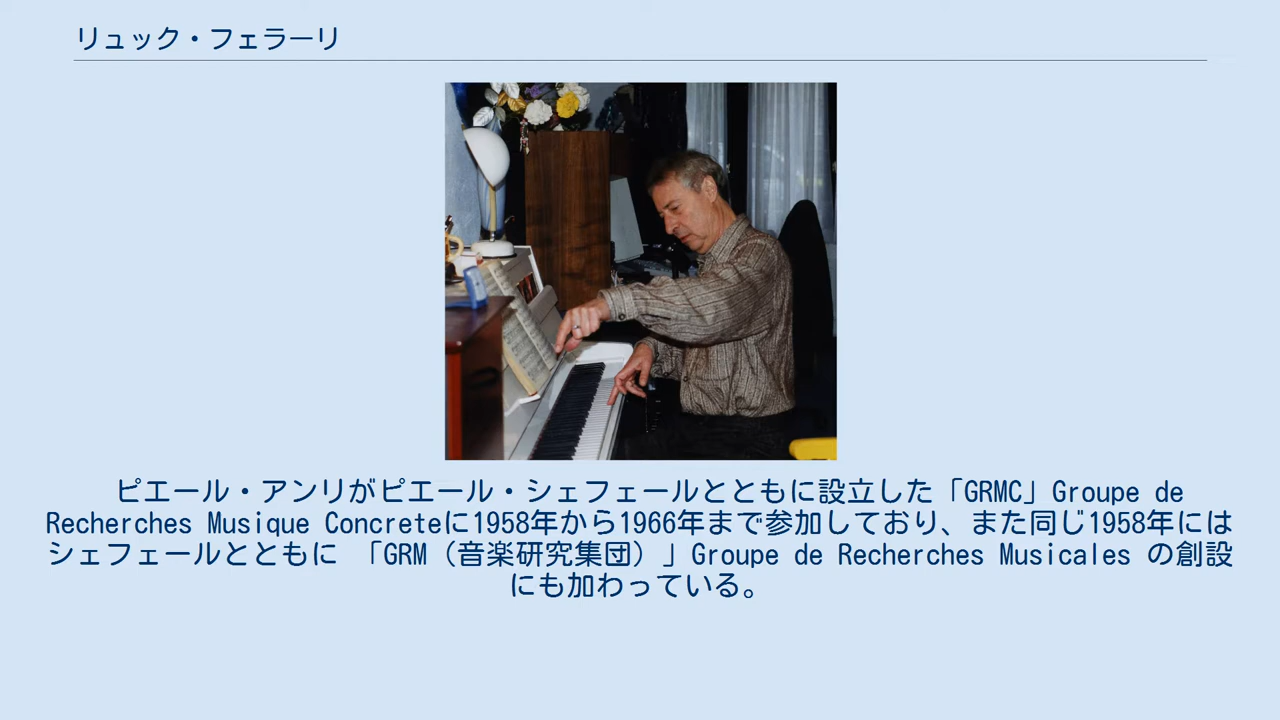 リュック・フェラーリ
ピエール・アンリがピエール・シェフェールとともに設立した「GRMC」Groupe de
Recherches Musique Concreteに1958年から1966年まで参加しており、また同じ1958年には
シェフェールとともに 「GRM（音楽研究集団）」Groupe de Recherches Musicales の創設
にも加わっている。